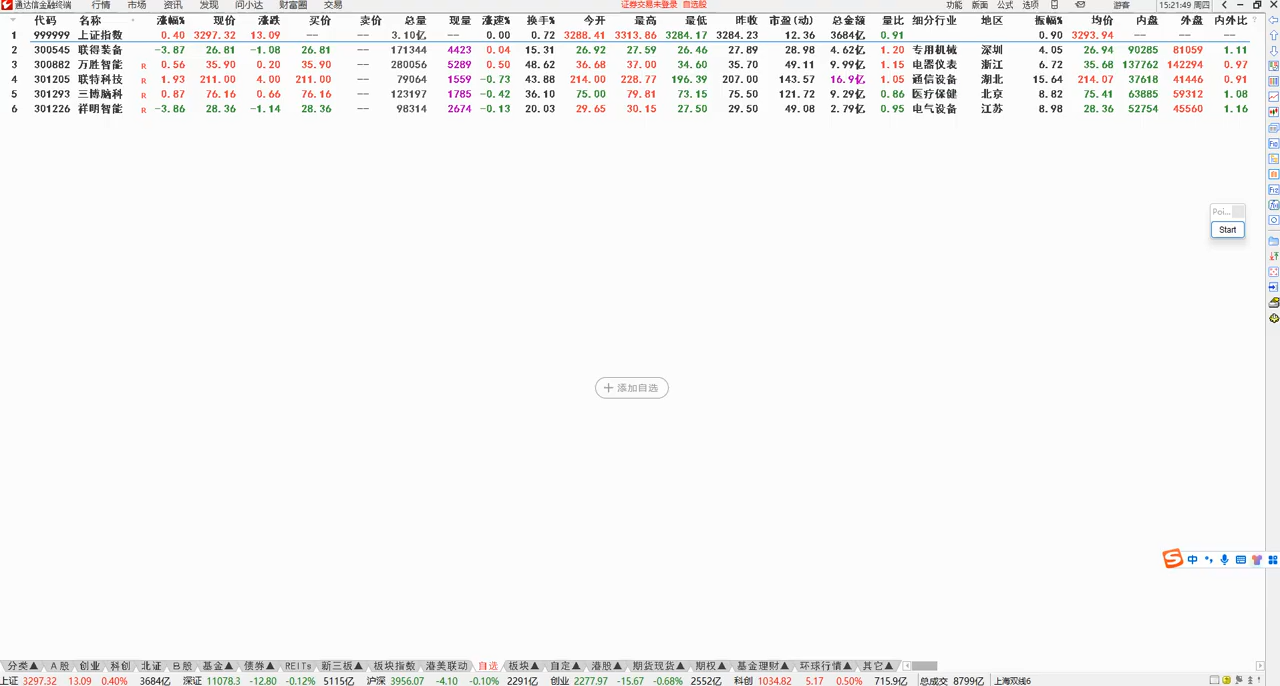 通达信金融终端 行情 市场 资讯 发现 问小达 财富圈 交易 证券交易未登录 自选股 功能 版面 公式 选项 游客 15:21:49 周四
代码 名称 涨幅% 现价 涨跌 买价 卖价 总量 现量 涨速% 换手% 今开 最高 最低 昨收 市盈(动) 总金额 量比 细分行业 地区 振幅% 均价 内盘 外盘 内外比 ?
1 999999 上证指数 0.40 3297.32 13.09 -- -- 3.10亿 -- 0.00 0.72 3288.41 3313.86 3284.17 3284.23 12.36 3684亿 0.91 0.90 3293.94 -- -- --
2 300545 联得装备 -3.87 26.81 -1.08 26.81 -- 171344 4423 0.04 15.31 26.92 27.59 26.46 27.89 28.98 4.62亿 1.20 专用机械 深圳 4.05 26.94 90285 81059 1.11
3 300882 万胜智能 R 0.56 35.90 0.20 35.90 -- 280056 5289 0.50 48.62 36.68 37.00 34.60 35.70 49.11 9.99亿 1.15 电器仪表 浙江 6.72 35.68 137762 142294 0.97
4 301205 联特科技 R 1.93 211.00 4.00 211.00 -- 79064 1559 -0.73 43.88 214.00 228.77 196.39 207.00 143.57 16.9亿 1.05 通信设备 湖北 15.64 214.07 37618 41446 0.91
5 301293 三博脑科 R 0.87 76.16 0.66 76.16 -- 123197 1785 -0.42 36.10 75.00 79.81 73.15 75.50 121.72 9.29亿 0.86 医疗保健 北京 8.82 75.41 63885 59312 1.08
6 301226 祥明智能 R -3.86 28.36 -1.14 28.36 -- 98314 2674 -0.13 20.03 29.65 30.15 27.50 29.50 49.08 2.79亿 0.95 电气设备 江苏 8.98 28.36 52754 45560 1.16
Poi...
Start
+ 添加自选
S 中
分类▲ A股 创业 科创 北证 B股 基金▲ 债券▲ REITs 新三板▲ 板块指数 港美联动 自选 板块▲ 自定▲ 港股▲ 期货现货▲ 期权▲ 基金理财▲ 环球行情▲ 其它▲
上证 3297.32 13.09 0.40% 3684亿 深证 11078.3 -12.80 -0.12% 5115亿 沪深 3956.07 -4.10 -0.10% 2291亿 创业 2277.97 -15.67 -0.68% 2552亿 科创 1034.82 5.17 0.50% 715.9亿 总成交 8799亿 上海双线6